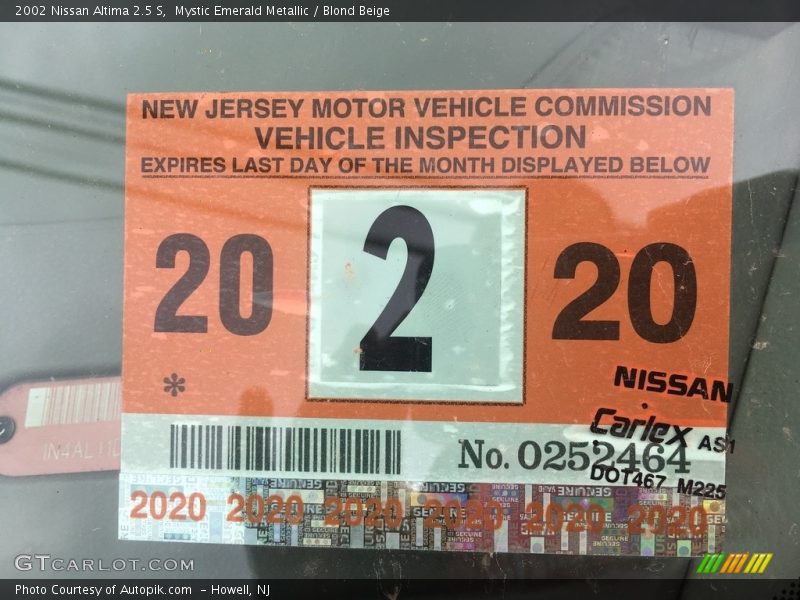 2002 Nissan Altima 2.5 S, Mystic Emerald Metallic / Blond Beige
NEW JERSEY MOTOR VEHICLE COMMISSION
VEHICLE INSPECTION
EXPIRES LAST DAY OF THE MONTH DISPLAYED BELOW
20 2 20
*
NISSAN
Carlex AS1
No. 0252464
DOT467 M225
1N4AL11D
2020 2020 2020 2020 2020 2020
GTCARLOT.COM
Photo Courtesy of Autopik.com - Howell, NJ